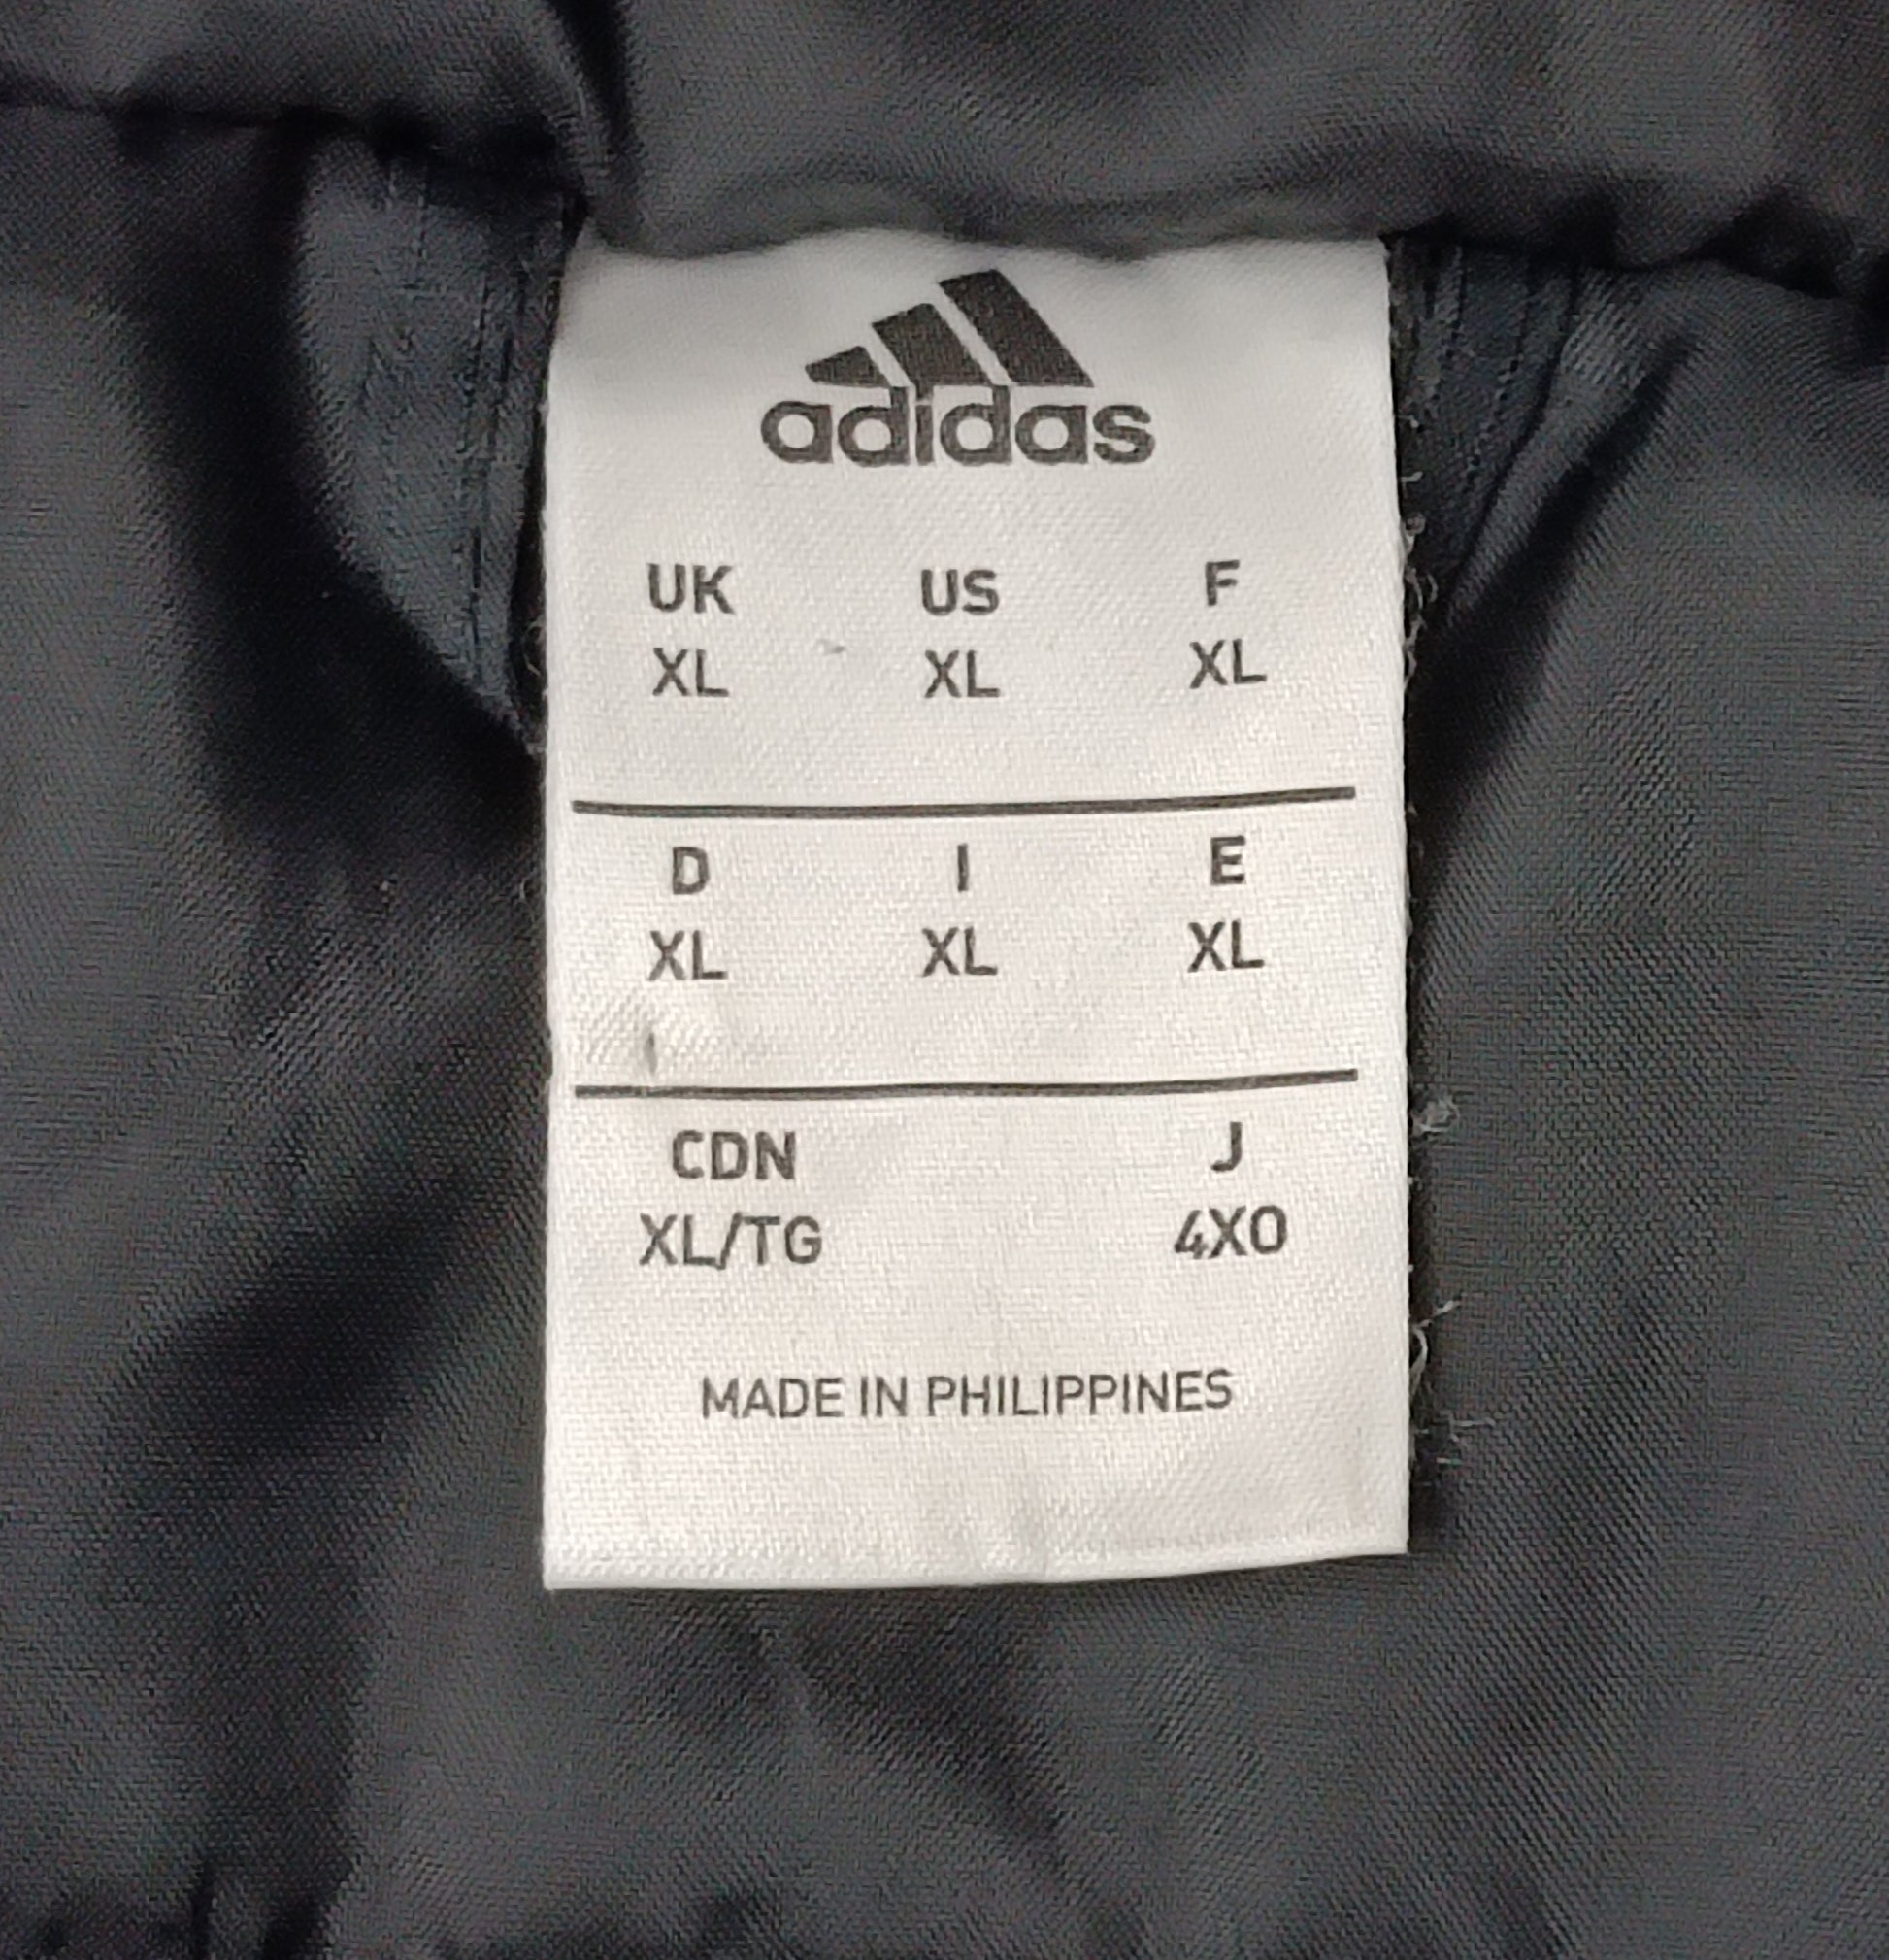 adidas
UK US F
XL XL XL
D I E
XL XL XL
CDN J
XL/TG 4XO
MADE IN PHILIPPINES